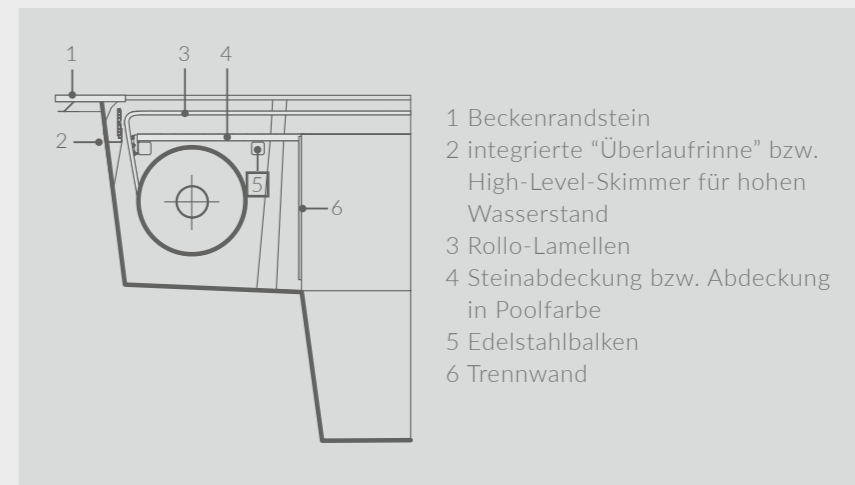 1 3 4
2
5
6
1 Beckenrandstein
2 integrierte “Überlaufrinne” bzw.
High-Level-Skimmer für hohen
Wasserstand
3 Rollo-Lamellen
4 Steinabdeckung bzw. Abdeckung
in Poolfarbe
5 Edelstahlbalken
6 Trennwand